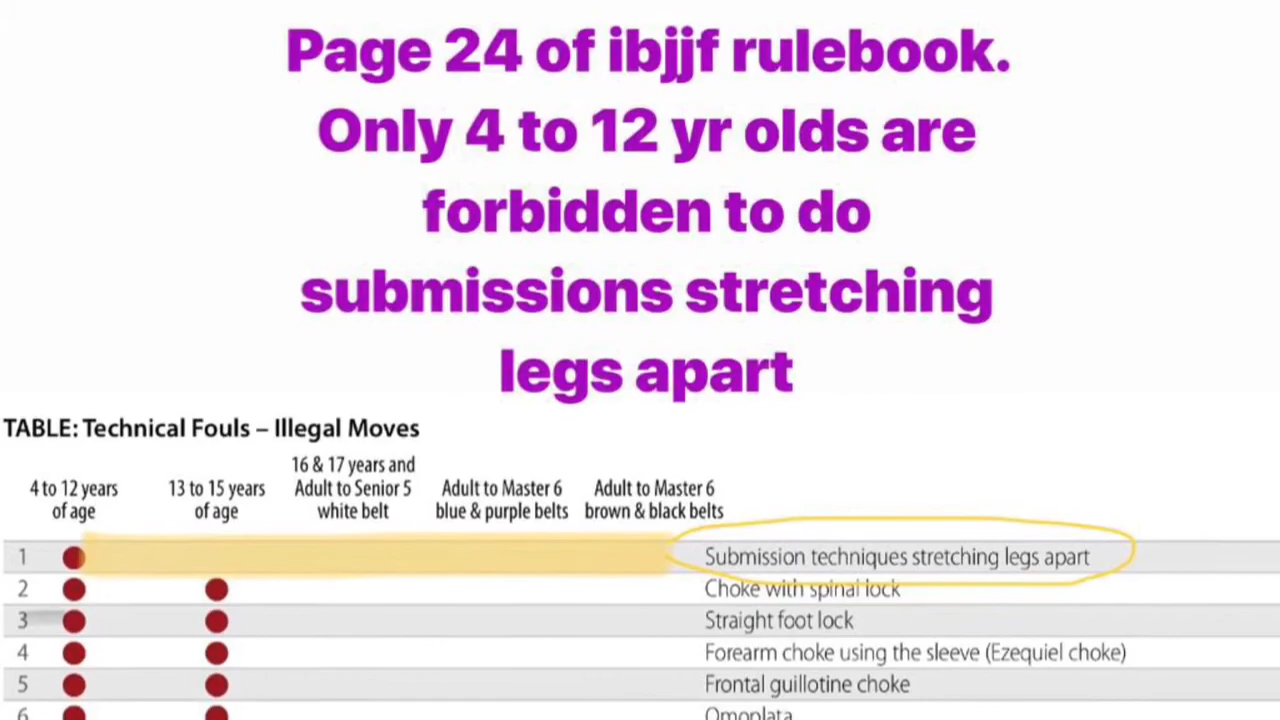 Page 24 of ibjjf rulebook.
Only 4 to 12 yr olds are
forbidden to do
submissions stretching
legs apart
TABLE: Technical Fouls – Illegal Moves
4 to 12 years
of age
13 to 15 years
of age
16 & 17 years and
Adult to Senior 5
white belt
Adult to Master 6
blue & purple belts
Adult to Master 6
brown & black belts
1 Submission techniques stretching legs apart
2 Choke with spinal lock
3 Straight foot lock
4 Forearm choke using the sleeve (Ezequiel choke)
5 Frontal guillotine choke
6 Omoplata